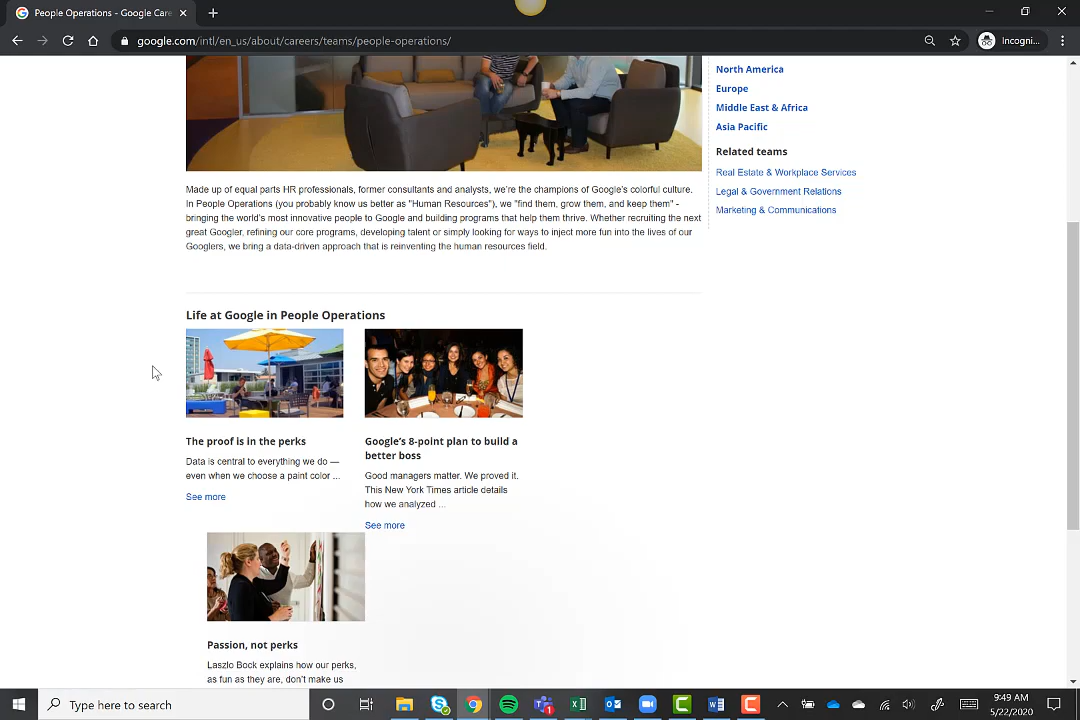 People Operations - Google Care
google.com/intl/en_us/about/careers/teams/people-operations/
Incogni...
North America
Europe
Middle East & Africa
Asia Pacific
Related teams
Real Estate & Workplace Services
Legal & Government Relations
Marketing & Communications
Made up of equal parts HR professionals, former consultants and analysts, we're the champions of Google's colorful culture.
In People Operations (you probably know us better as "Human Resources"), we "find them, grow them, and keep them" -
bringing the world's most innovative people to Google and building programs that help them thrive. Whether recruiting the next
great Googler, refining our core programs, developing talent or simply looking for ways to inject more fun into the lives of our
Googlers, we bring a data-driven approach that is reinventing the human resources field.
Life at Google in People Operations
The proof is in the perks
Data is central to everything we do —
even when we choose a paint color ...
See more
Google's 8-point plan to build a
better boss
Good managers matter. We proved it.
This New York Times article details
how we analyzed ...
See more
Passion, not perks
Laszlo Bock explains how our perks,
as fun as they are, don't make us
Type here to search
9:49 AM
5/22/2020